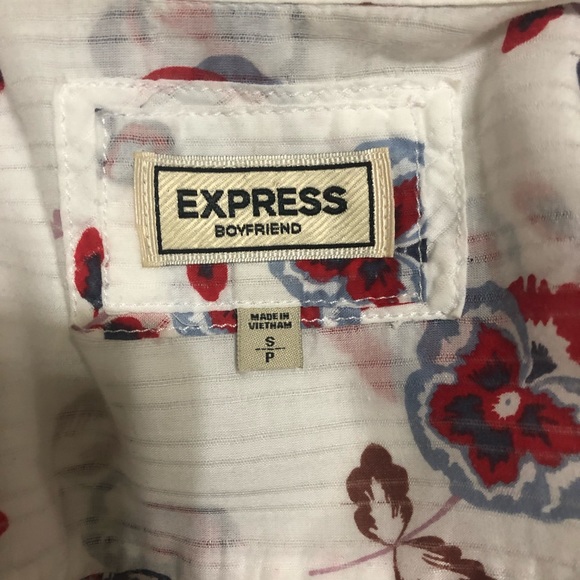 EXPRESS
BOYFRIEND
MADE IN
VIETNAM
S
P